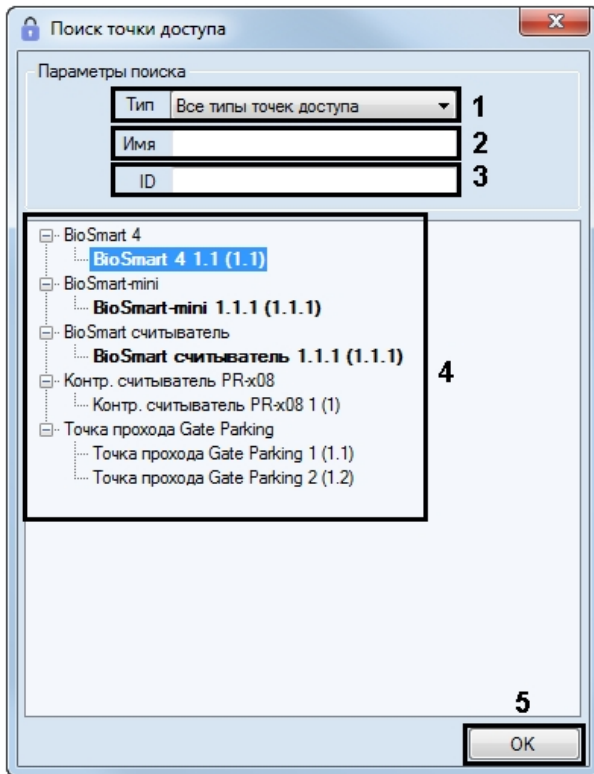 Поиск точки доступа
Параметры поиска
Тип Все типы точек доступа 1
Имя 2
ID 3
BioSmart 4
BioSmart 4 1.1 (1.1)
BioSmart-mini
BioSmart-mini 1.1.1 (1.1.1)
BioSmart считыватель
BioSmart считыватель 1.1.1 (1.1.1)
4
Контр. считыватель PR-x08
Контр. считыватель PR-x08 1 (1)
Точка прохода Gate Parking
Точка прохода Gate Parking 1 (1.1)
Точка прохода Gate Parking 2 (1.2)
5
OK